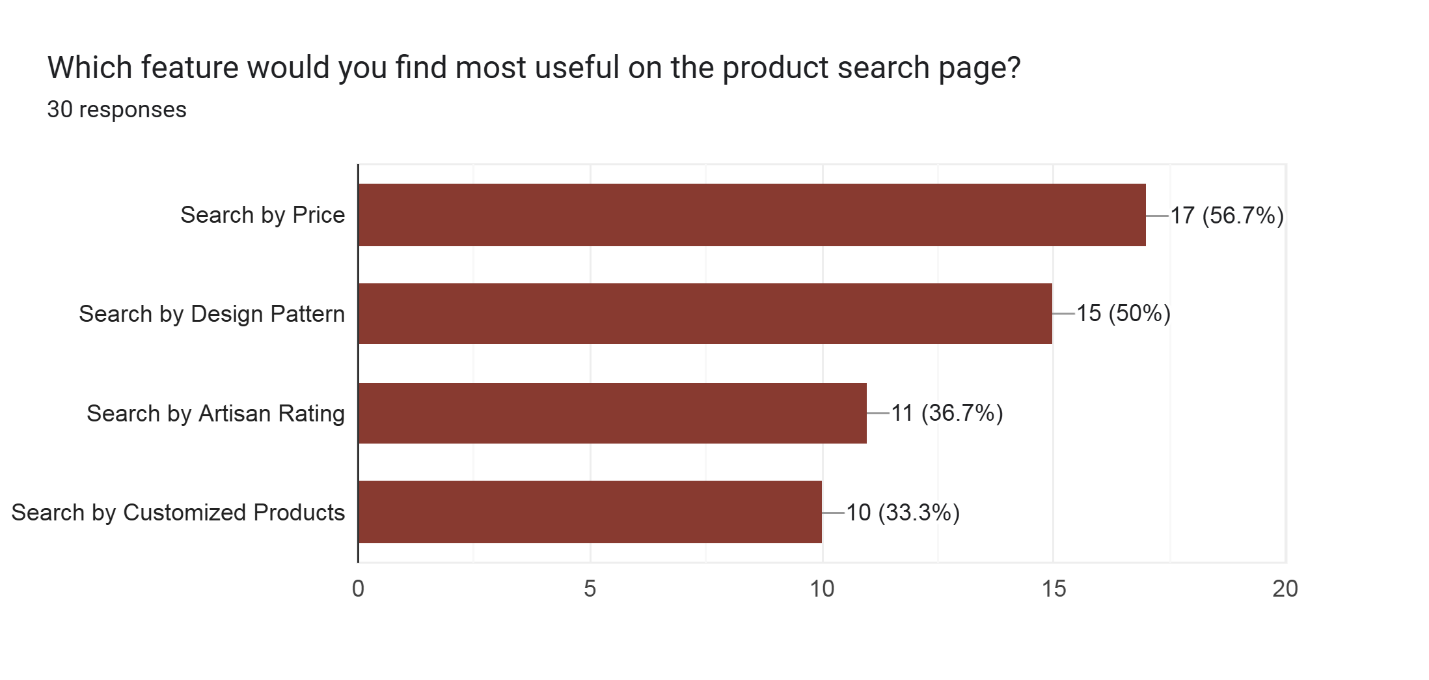 Which feature would you find most useful on the product search page?
30 responses
Search by Price
17 (56.7%)
Search by Design Pattern
15 (50%)
Search by Artisan Rating
11 (36.7%)
Search by Customized Products
10 (33.3%)
0 5 10 15 20